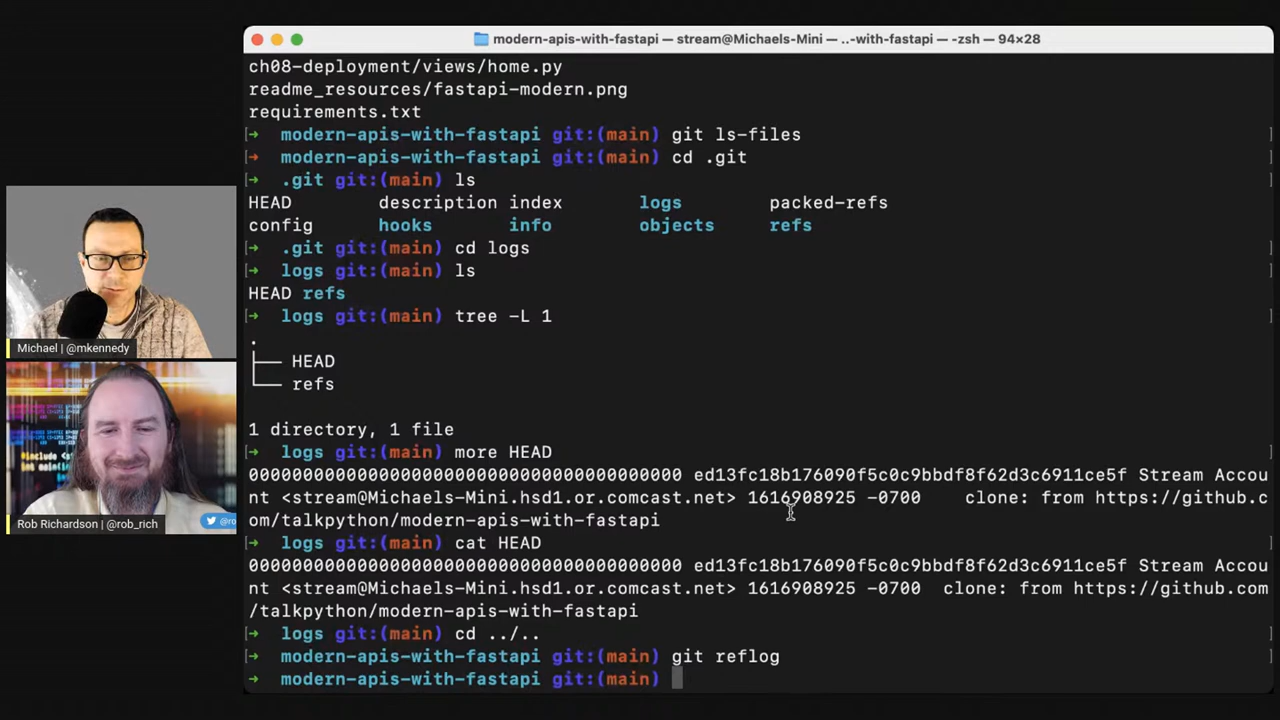 modern-apis-with-fastapi — stream@Michaels-Mini — ..-with-fastapi — -zsh — 94×28
ch08-deployment/views/home.py
readme_resources/fastapi-modern.png
requirements.txt
→ modern-apis-with-fastapi git:(main) git ls-files
→ modern-apis-with-fastapi git:(main) cd .git
→ .git git:(main) ls
HEAD description index logs packed-refs
config hooks info objects refs
→ .git git:(main) cd logs
→ logs git:(main) ls
HEAD refs
→ logs git:(main) tree -L 1
.
├── HEAD
└── refs
1 directory, 1 file
→ logs git:(main) more HEAD
0000000000000000000000000000000000000000 ed13fc18b176090f5c0c9bbdf8f62d3c6911ce5f Stream Accou
nt <stream@Michaels-Mini.hsd1.or.comcast.net> 1616908925 -0700 clone: from https://github.c
om/talkpython/modern-apis-with-fastapi
→ logs git:(main) cat HEAD
0000000000000000000000000000000000000000 ed13fc18b176090f5c0c9bbdf8f62d3c6911ce5f Stream Accou
nt <stream@Michaels-Mini.hsd1.or.comcast.net> 1616908925 -0700 clone: from https://github.com
/talkpython/modern-apis-with-fastapi
→ logs git:(main) cd ../..
→ modern-apis-with-fastapi git:(main) git reflog
→ modern-apis-with-fastapi git:(main)
Michael | @mkennedy
Rob Richardson | @rob_rich
@ro